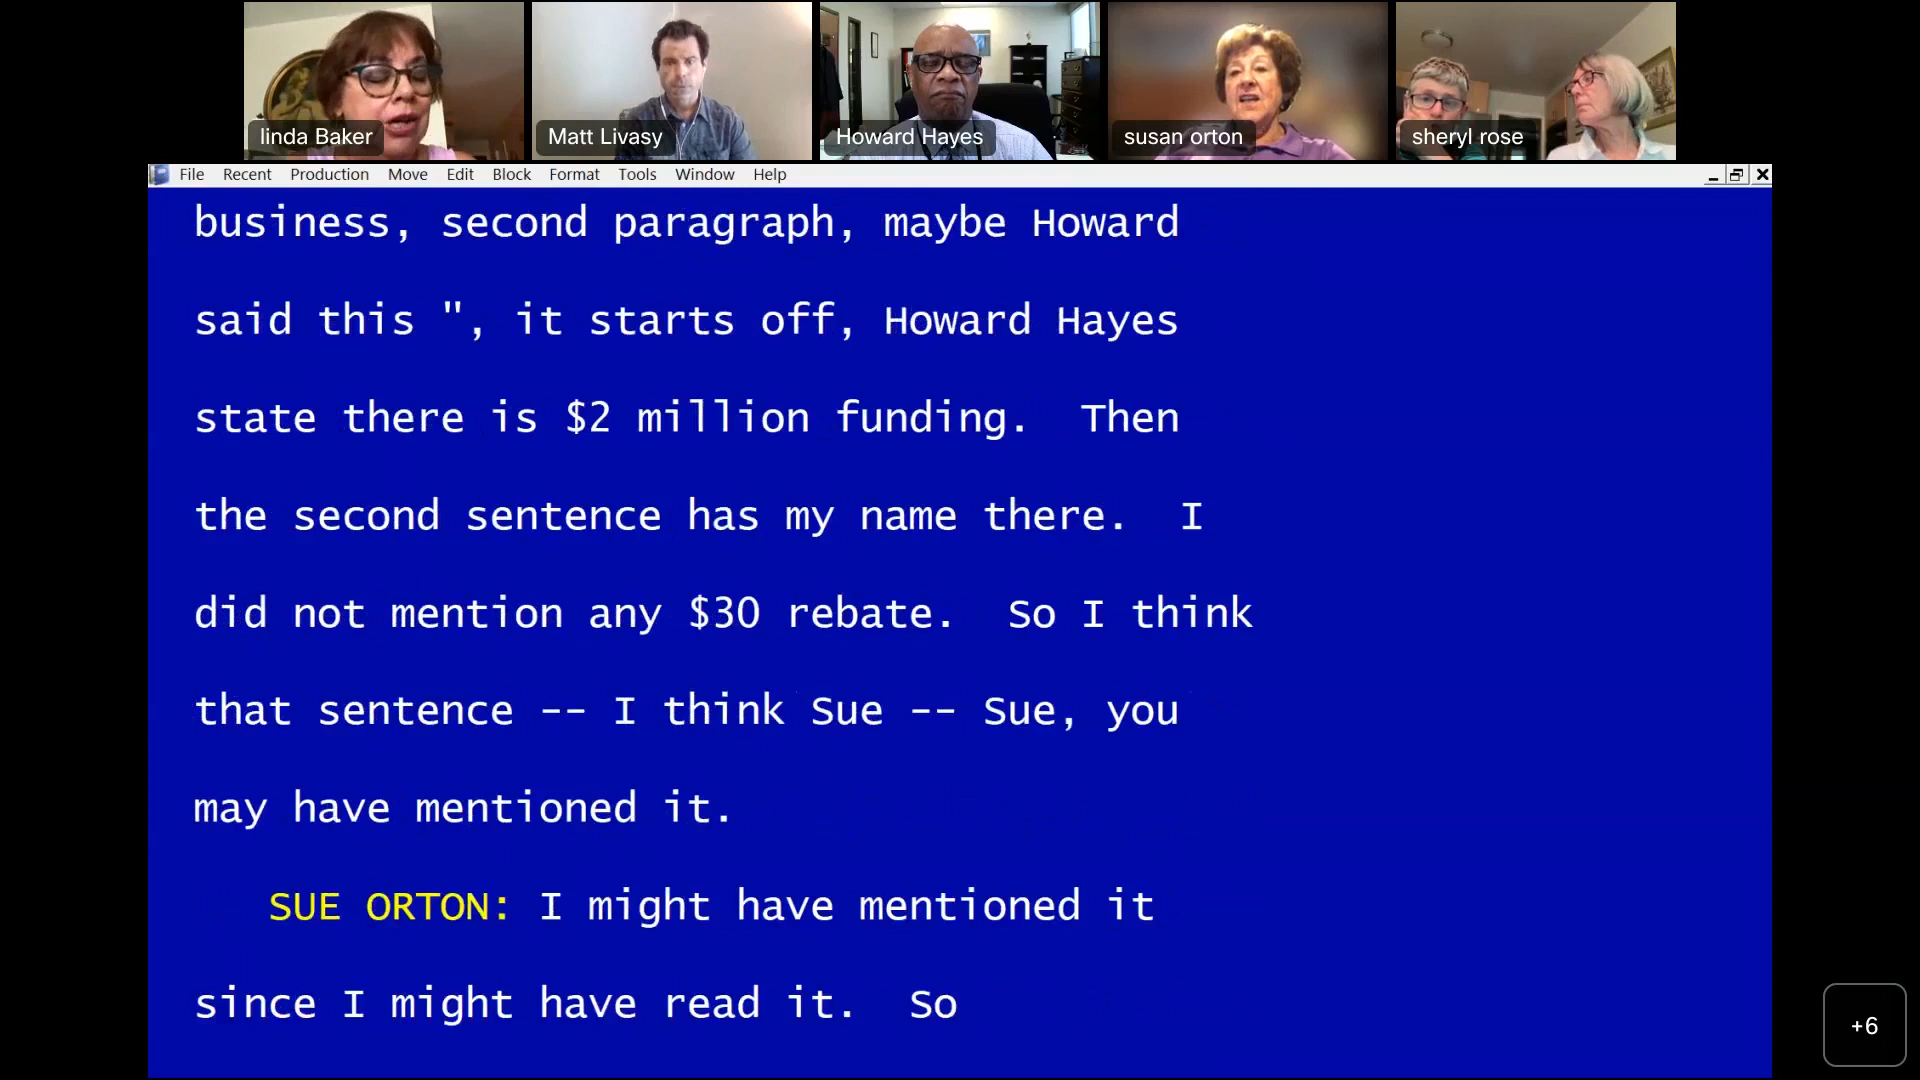 linda Baker
Matt Livasy
Howard Hayes
susan orton
sheryl rose
File Recent Production Move Edit Block Format Tools Window Help
business, second paragraph, maybe Howard
said this ", it starts off, Howard Hayes
state there is $2 million funding. Then
the second sentence has my name there. I
did not mention any $30 rebate. So I think
that sentence -- I think Sue -- Sue, you
may have mentioned it.
SUE ORTON: I might have mentioned it
since I might have read it. So
+6